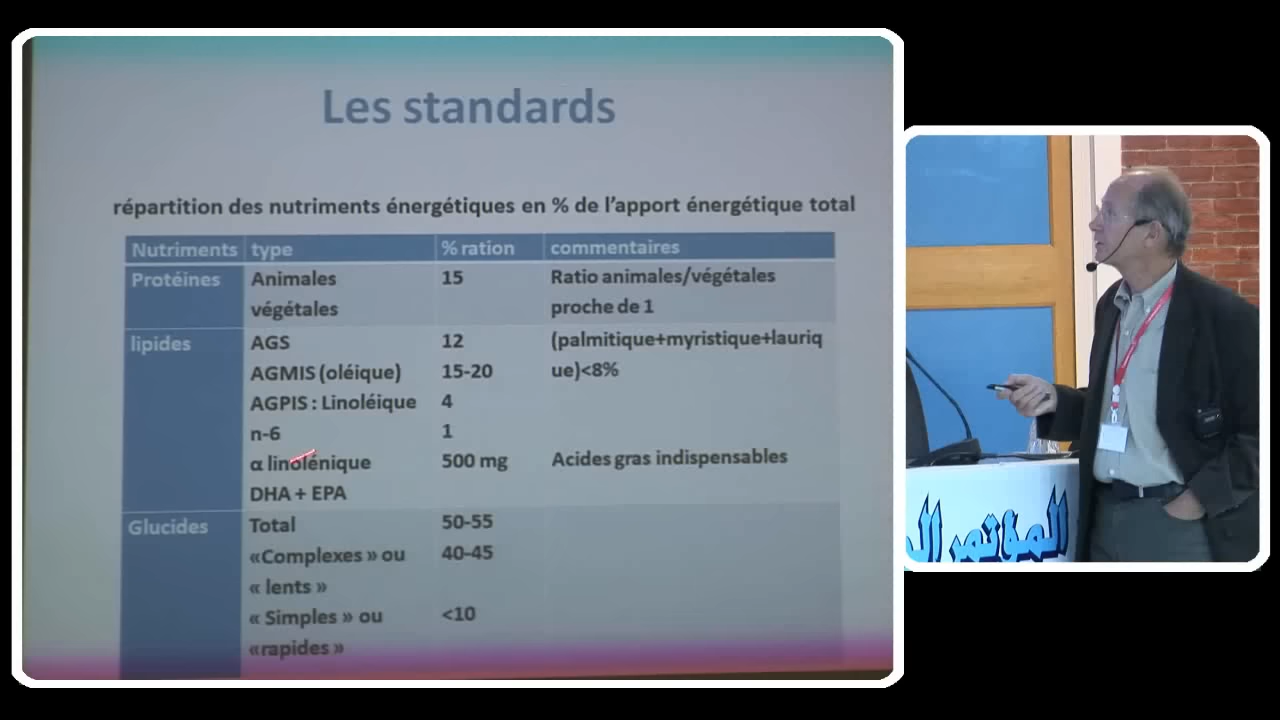 Les standards
répartition des nutriments énergétiques en % de l’apport énergétique total
Nutriments type % ration commentaires
Protéines Animales 15 Ratio animales/végétales
végétales proche de 1
lipides AGS 12 (palmitique+myristique+lauriq
AGMIS (oléique) 15-20 ue)<8%
AGPIS : Linoléique 4
n-6 1
α linolénique 500 mg Acides gras indispensables
DHA + EPA
Glucides Total 50-55
«Complexes » ou 40-45
« lents »
« Simples » ou <10
«rapides »
المؤتمر